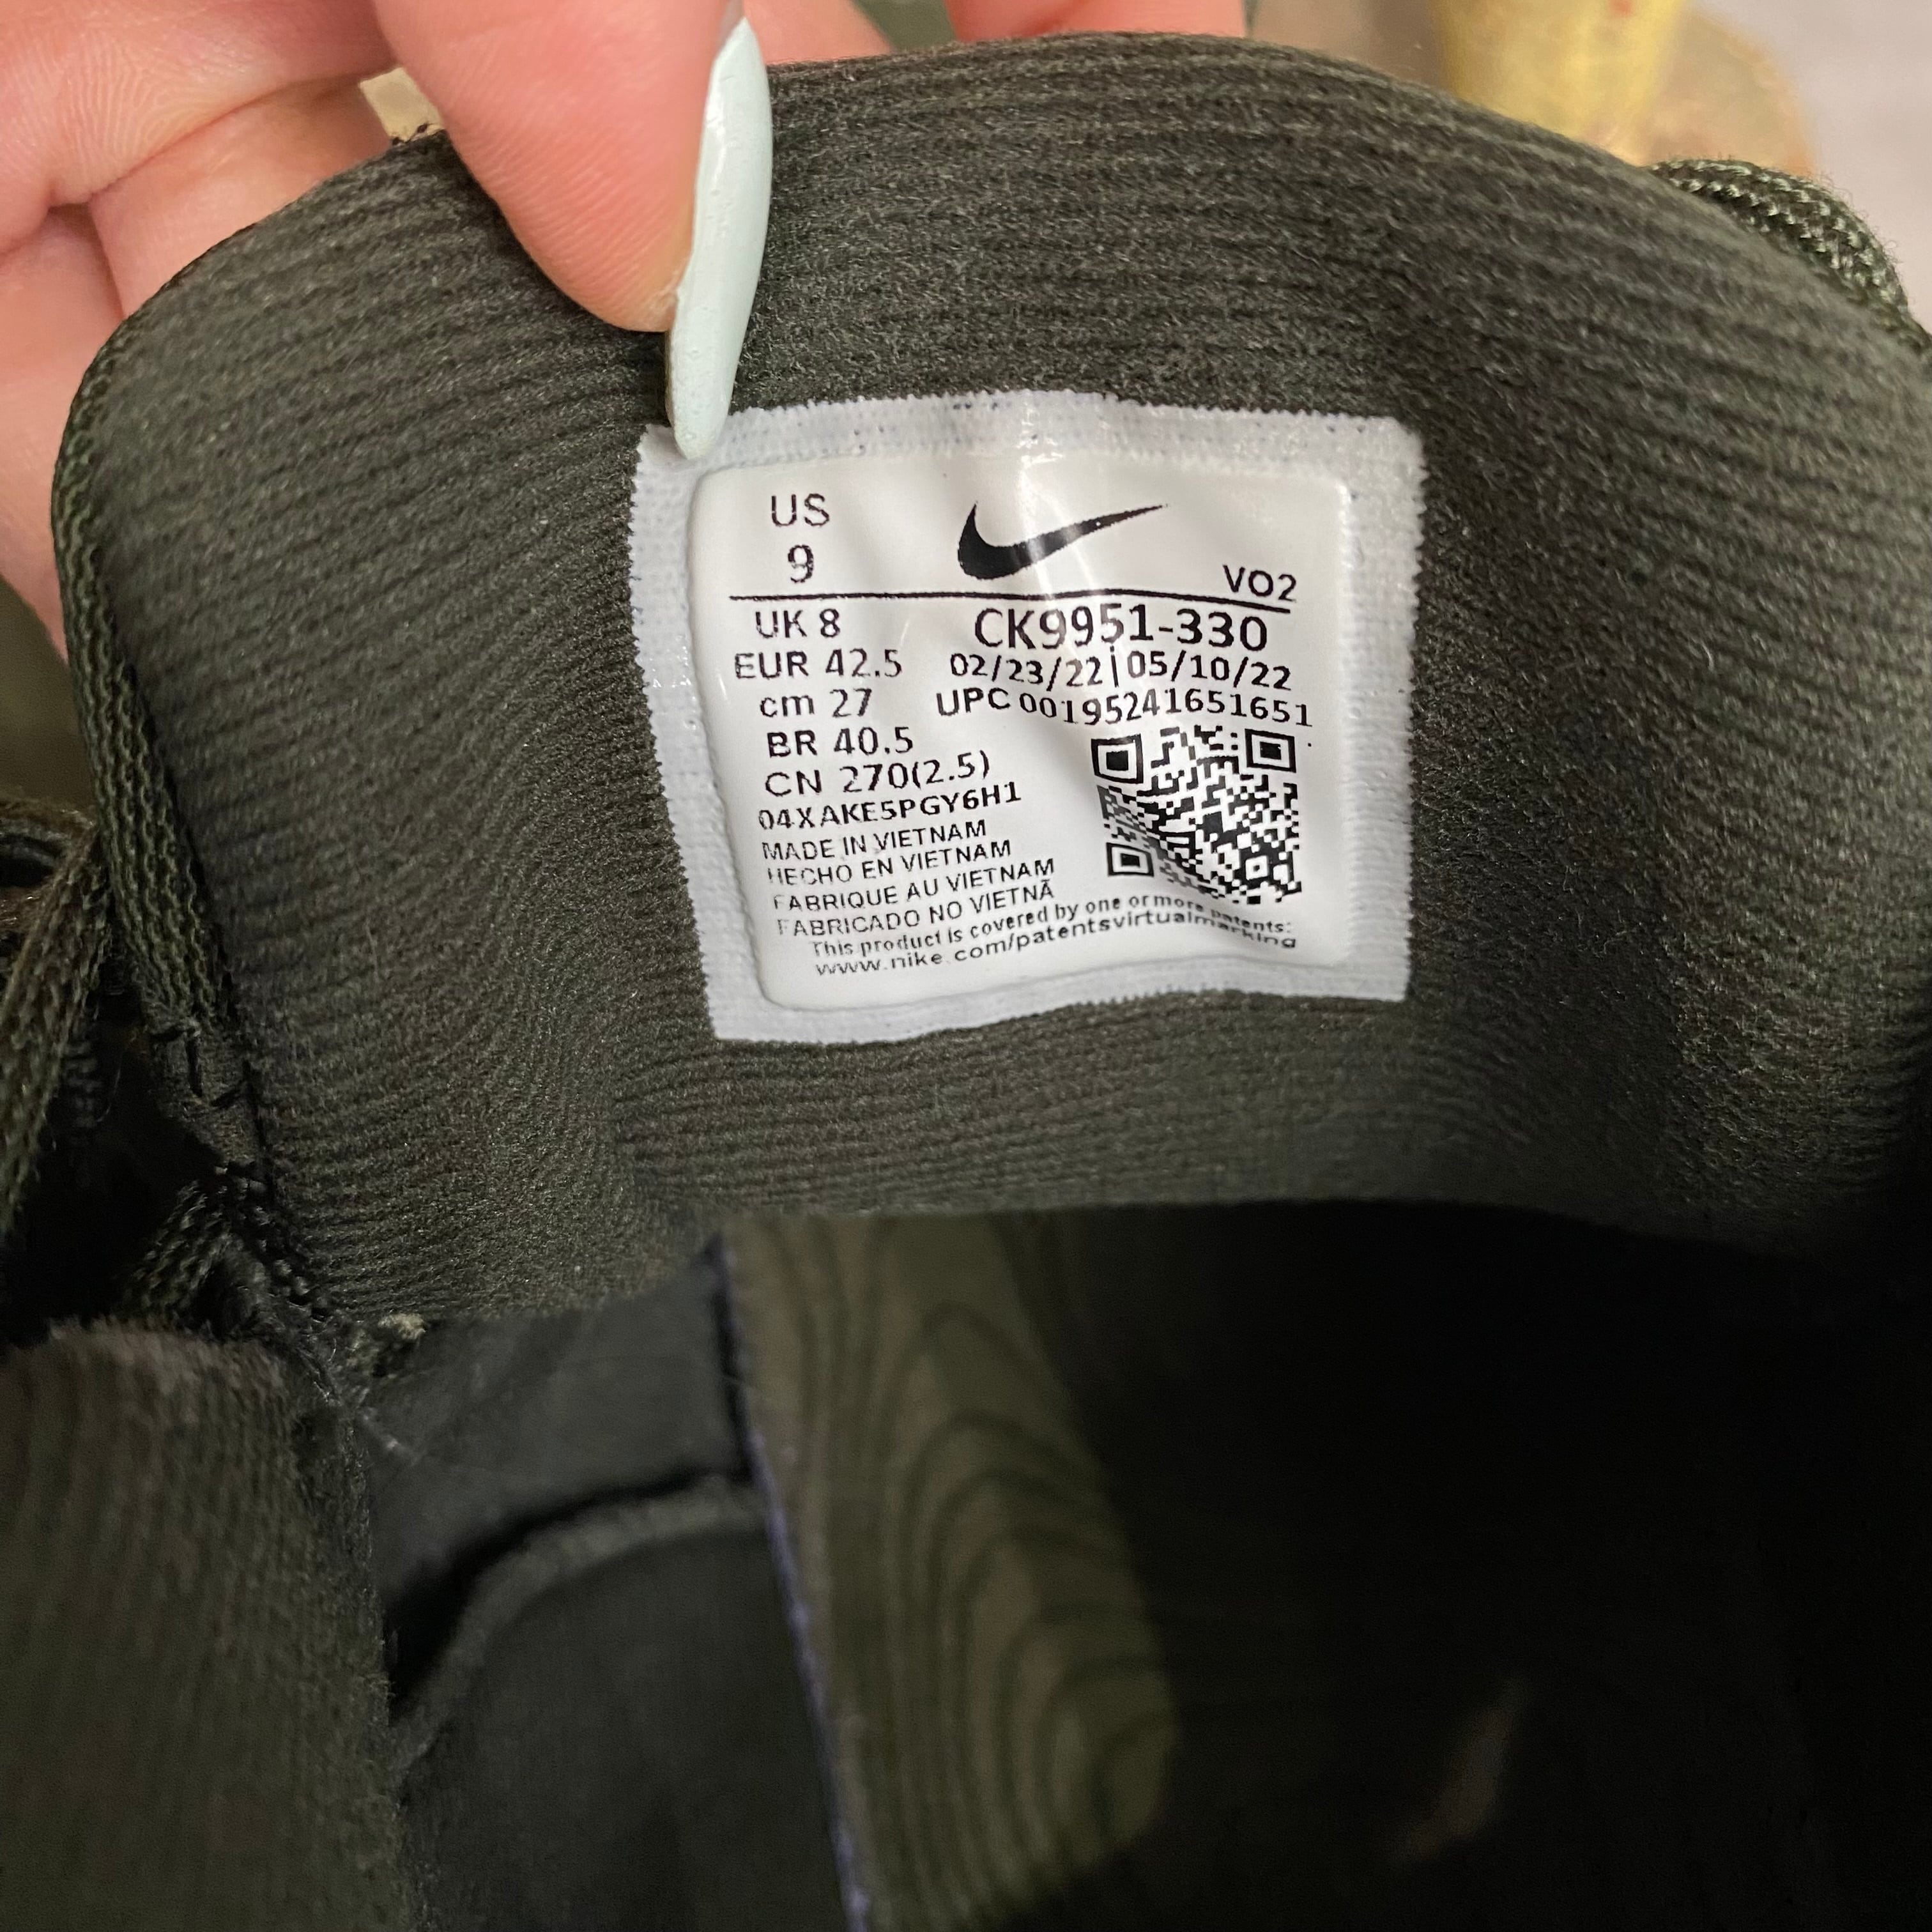 US
9
VO2
UK 8
CK9951-330
EUR 42.5
02/23/22|05/10/22
cm 27
UPC 00195241651651
BR 40.5
CN 270(2.5)
04XAKE5PGY6H1
MADE IN VIETNAM
HECHO EN VIETNAM
FABRIQUE AU VIETNAM
FABRICADO NO VIETNÃ
This product is covered by one or more patents:
www.nike.com/patentsvirtualmarking